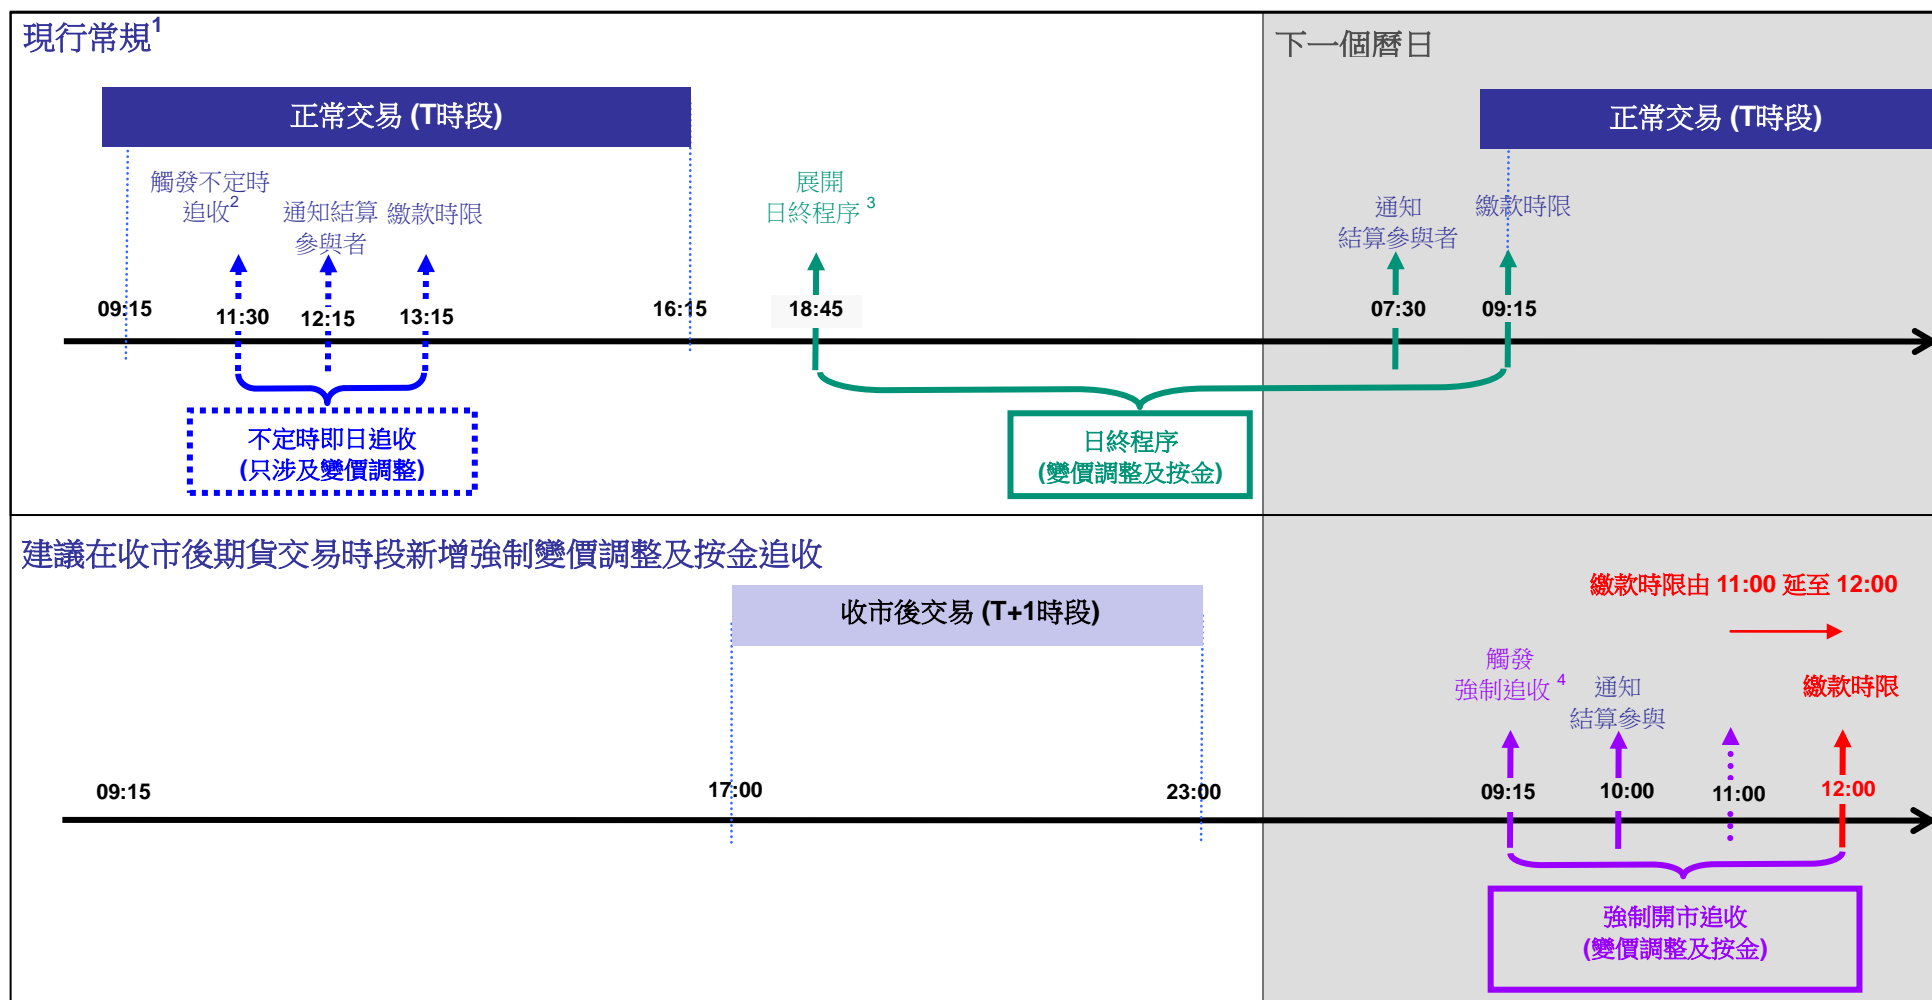 現行常規1
下一個曆日
正常交易 (T時段)
正常交易 (T時段)
觸發不定時
追收2
通知結算
參與者
繳款時限
展開
日終程序 3
通知
結算參與者
繳款時限
09:15
11:30
12:15
13:15
16:15
18:45
07:30
09:15
不定時即日追收
(只涉及變價調整)
日終程序
(變價調整及按金)
建議在收市後期貨交易時段新增強制變價調整及按金追收
繳款時限由 11:00 延至 12:00
收市後交易 (T+1時段)
觸發
強制追收 4
通知
結算參與
繳款時限
09:15
17:00
23:00
09:15
10:00
11:00
12:00
強制開市追收
(變價調整及按金)